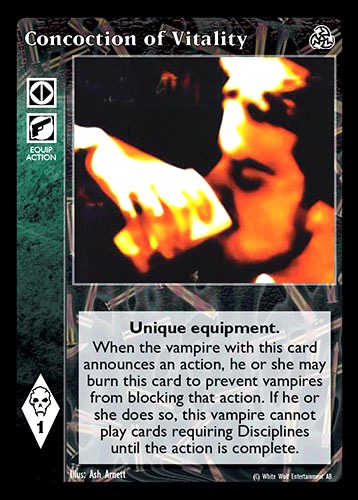 Concoction of Vitality
EQUIP
ACTION
Unique equipment.
When the vampire with this card
announces an action, he or she may
burn this card to prevent vampires
from blocking that action. If he or
she does so, this vampire cannot
play cards requiring Disciplines
until the action is complete.
1
Illus: Ash Arnett
(C) White Wolf Entertainment AB